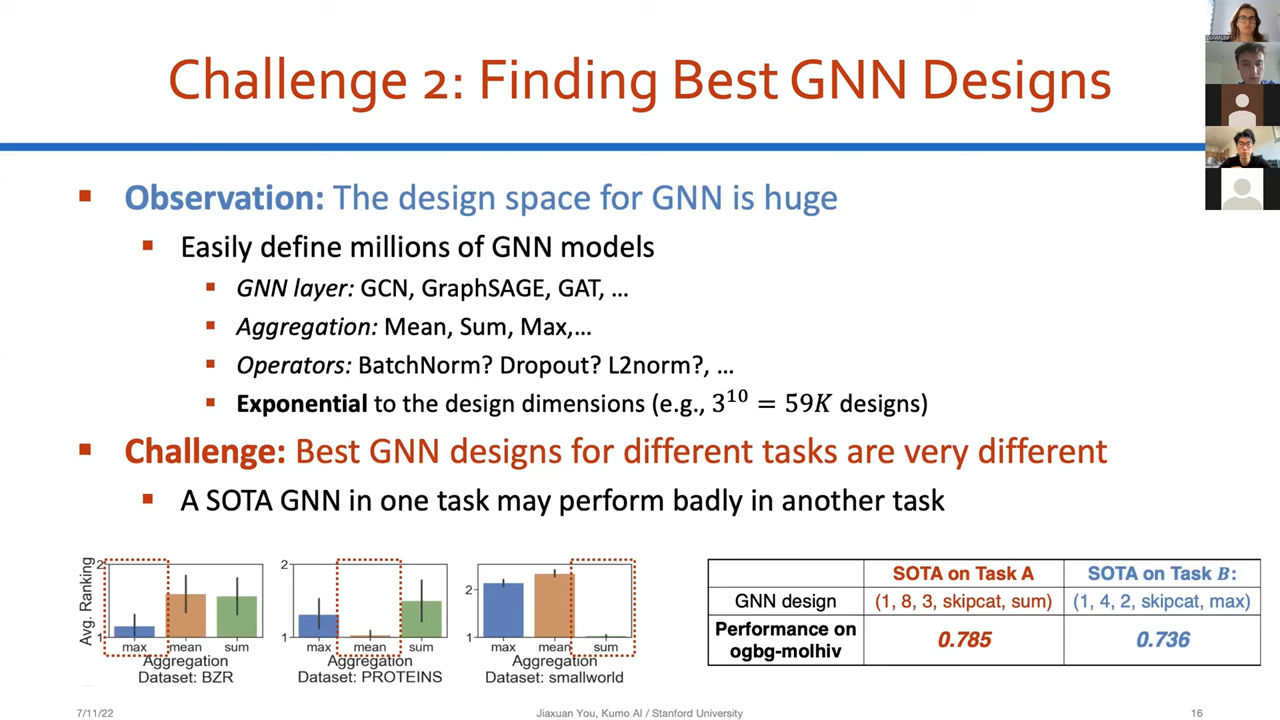 Challenge 2: Finding Best GNN Designs
▪ Observation: The design space for GNN is huge
▪ Easily define millions of GNN models
▪ GNN layer: GCN, GraphSAGE, GAT, …
▪ Aggregation: Mean, Sum, Max,…
▪ Operators: BatchNorm? Dropout? L2norm?, …
▪ Exponential to the design dimensions (e.g., 3¹⁰ = 59K designs)
▪ Challenge: Best GNN designs for different tasks are very different
▪ A SOTA GNN in one task may perform badly in another task
Avg. Ranking
2
1
max mean sum
Aggregation
Dataset: BZR
2
1
max mean sum
Aggregation
Dataset: PROTEINS
2
1
max mean sum
Aggregation
Dataset: smallworld
SOTA on Task A SOTA on Task B:
GNN design (1, 8, 3, skipcat, sum) (1, 4, 2, skipcat, max)
Performance on
ogbg-molhiv 0.785 0.736
7/11/22 Jiaxuan You, Kumo AI / Stanford University 16